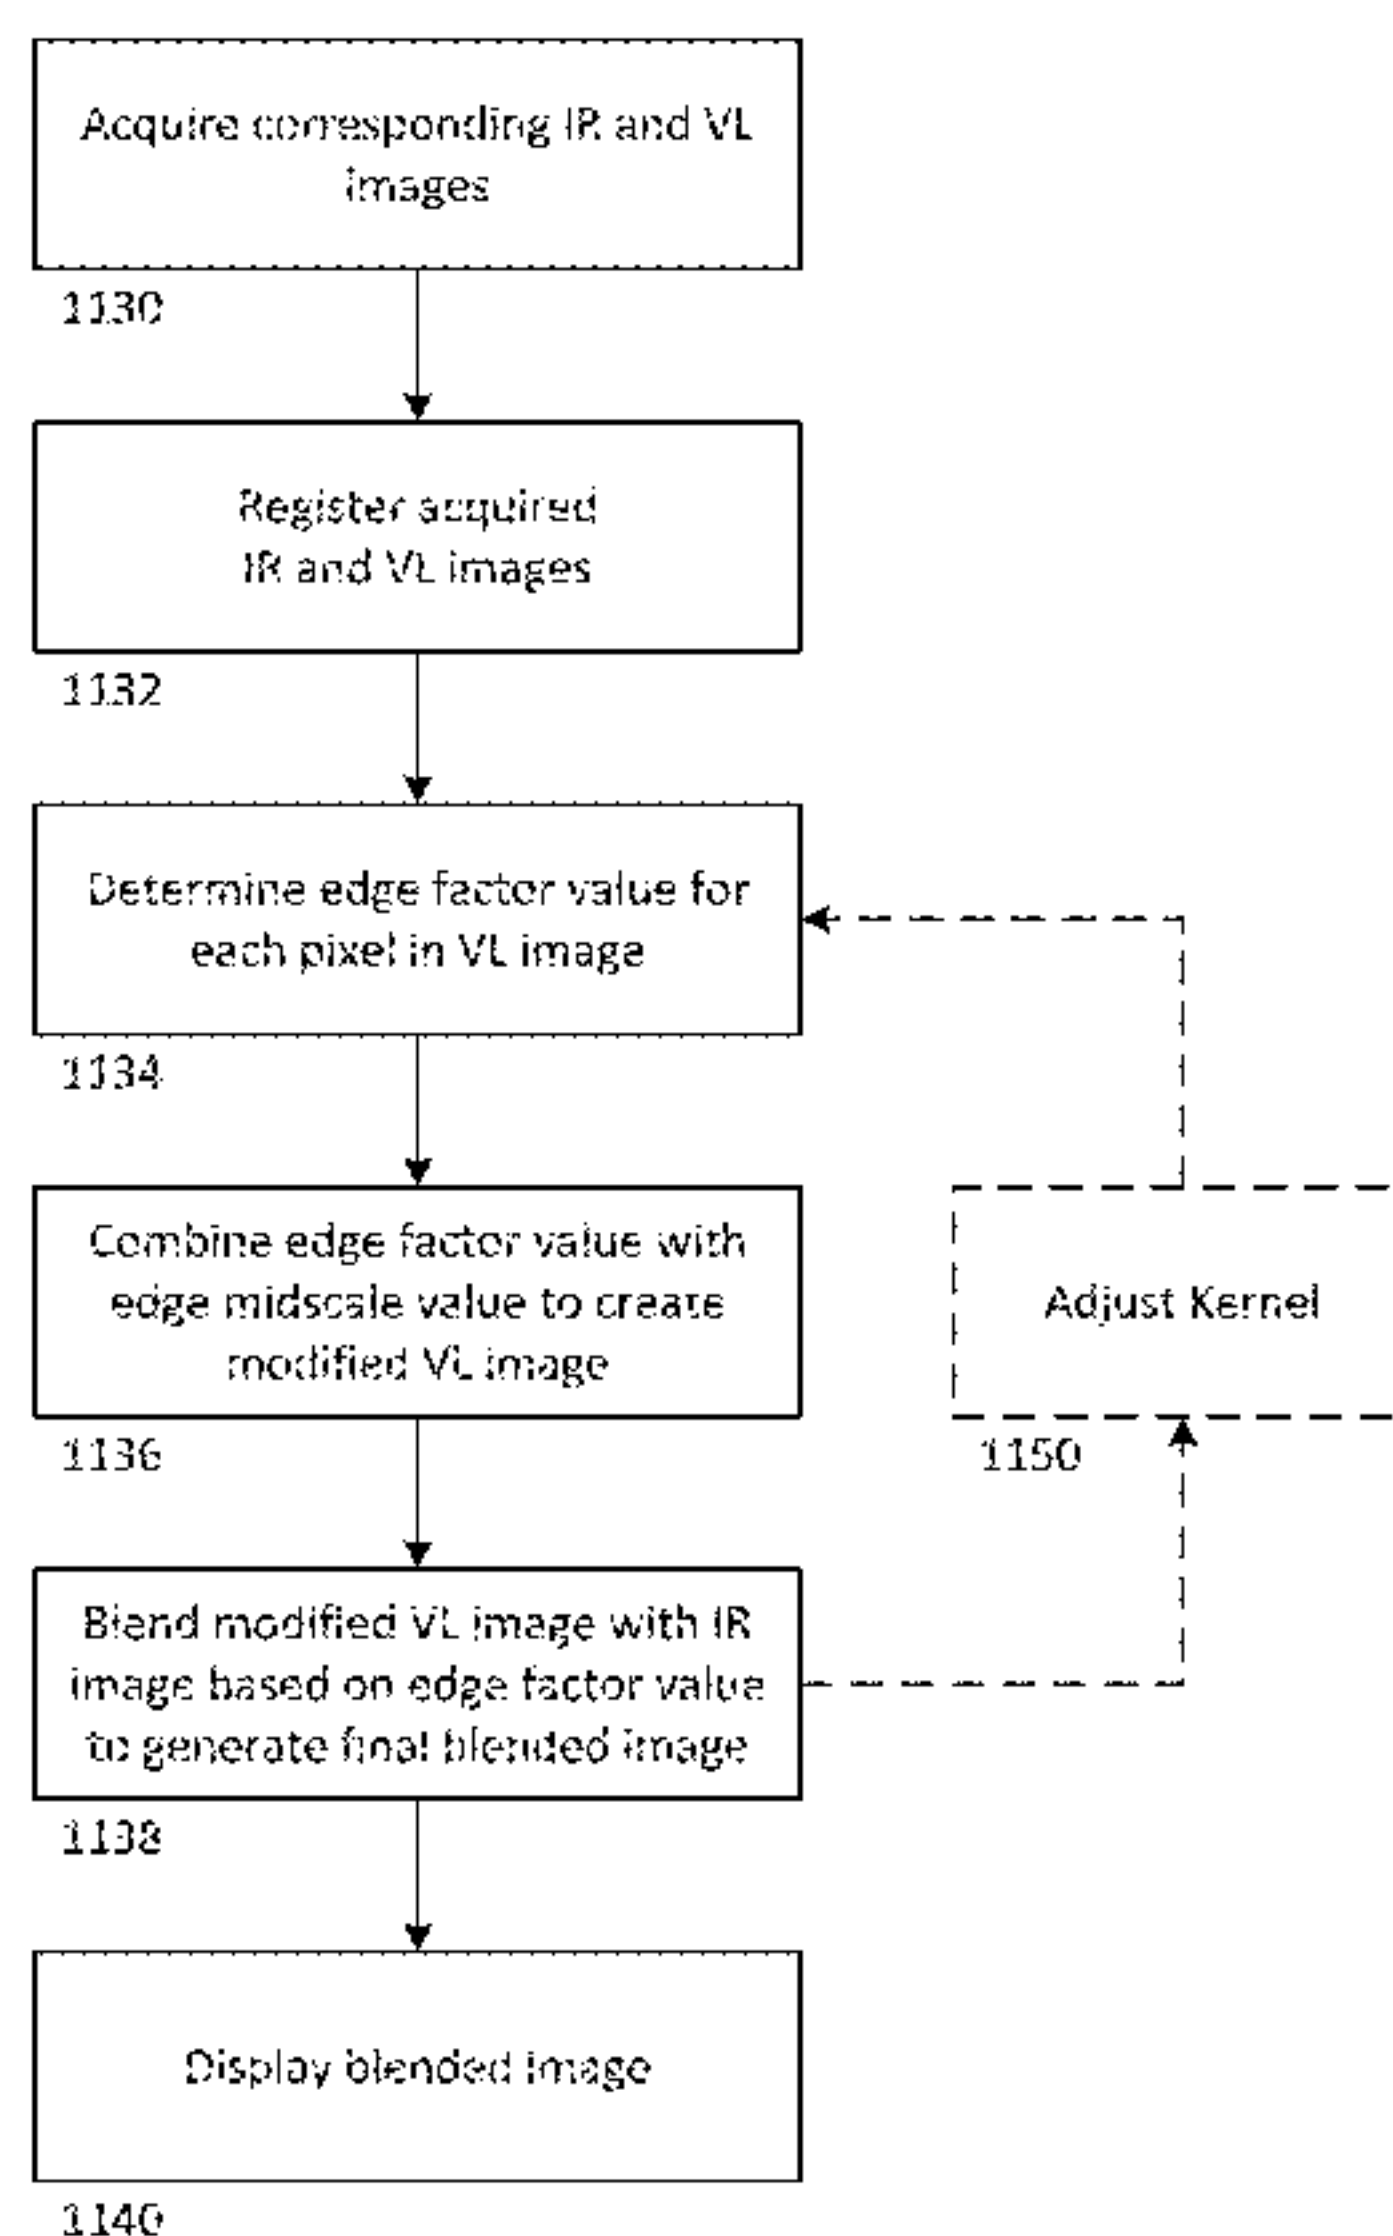 Acquire corresponding IR and VL
images
1130
Register acquired
IR and VL images
1132
Determine edge factor value for
each pixel in VL image
1134
Combine edge factor value with
edge midscale value to create
modified VL image
1136
Adjust Kernel
1150
Blend modified VL image with IR
image based on edge factor value
to generate final blended image
1138
Display blended image
1140